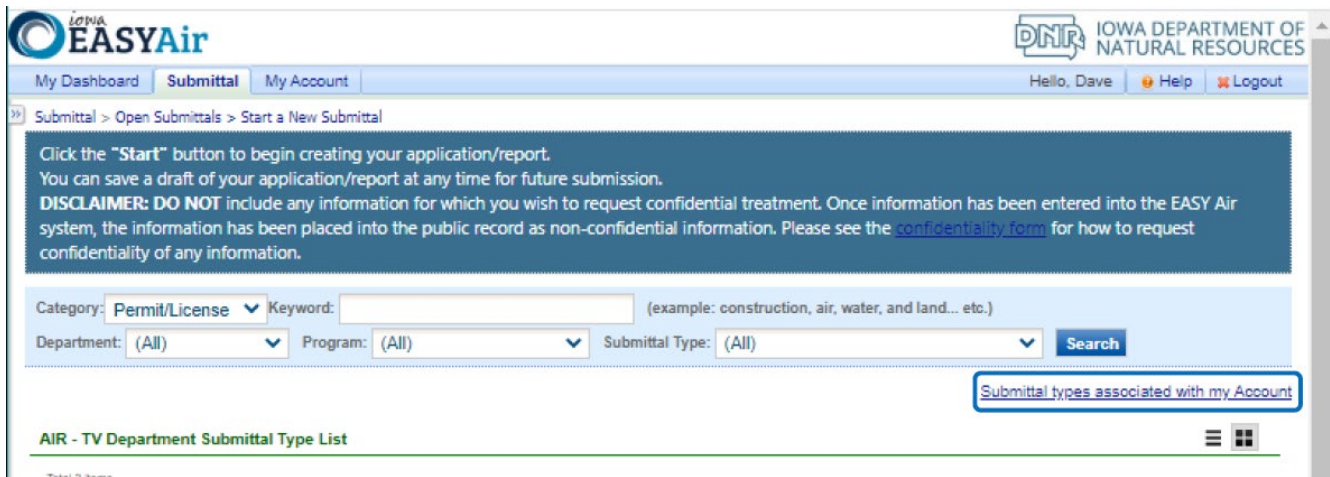 iowa
EASYAir
DNR IOWA DEPARTMENT OF
NATURAL RESOURCES
My Dashboard Submittal My Account Hello, Dave Help Logout
Submittal > Open Submittals > Start a New Submittal
Click the "Start" button to begin creating your application/report.
You can save a draft of your application/report at any time for future submission.
DISCLAIMER: DO NOT include any information for which you wish to request confidential treatment. Once information has been entered into the EASY Air
system, the information has been placed into the public record as non-confidential information. Please see the confidentiality form for how to request
confidentiality of any information.
Category: Permit/License Keyword: (example: construction, air, water, and land... etc.)
Department: (All) Program: (All) Submittal Type: (All) Search
Submittal types associated with my Account
AIR - TV Department Submittal Type List